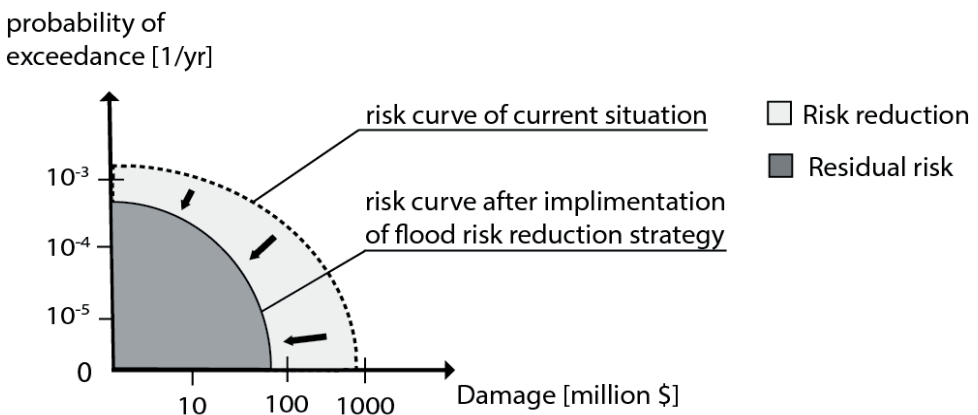 probability of
exceedance [1/yr]
risk curve of current situation
Risk reduction
Residual risk
10⁻³
risk curve after implimentation
of flood risk reduction strategy
10⁻⁴
10⁻⁵
0
10
100
1000
Damage [million $]